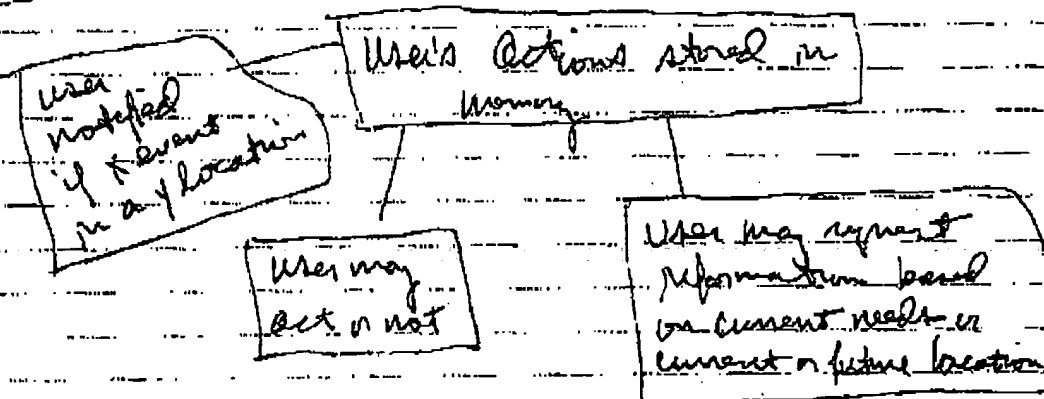 User's Actions stored in
memory
User
notified
if X event
in a Y location
User may
act or not
User may request
information based
on current needs or
current or future location